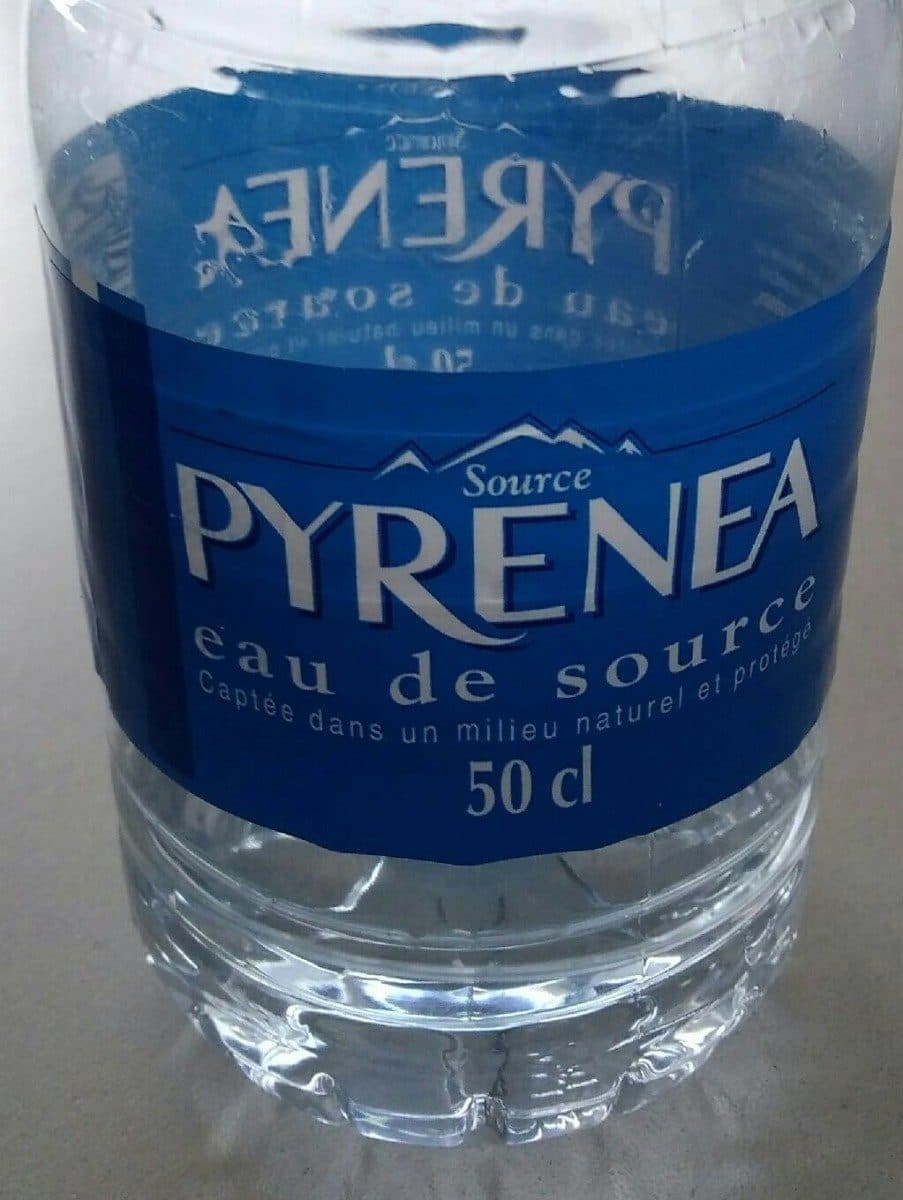 Source
PYRENEA
eau de source
Captée dans un milieu naturel et protégé
50 cl